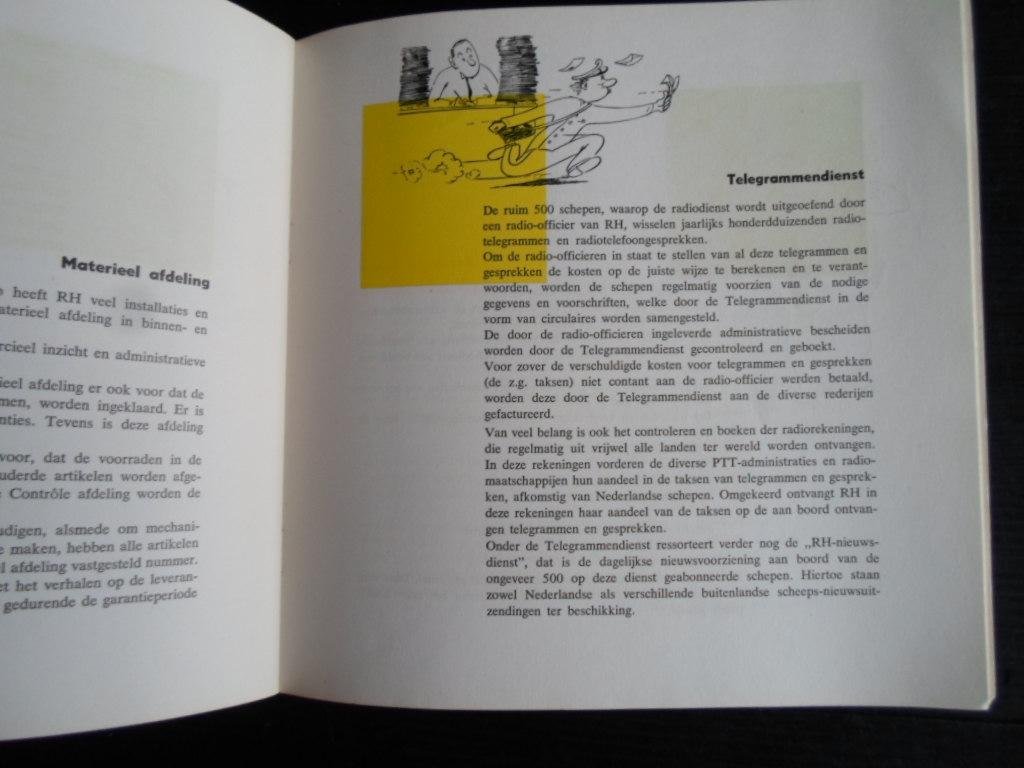 Materieel afdeling
heeft RH veel installaties en
materieel afdeling in binnen- en
rcieel inzicht en administratieve
ieel afdeling er ook voor dat de
men, worden ingeklaard. Er is
nties. Tevens is deze afdeling
voor, dat de voorraden in de
uderde artikelen worden afge-
Contrôle afdeling worden de
udigen, alsmede om mechani-
e maken, hebben alle artikelen
l afdeling vastgesteld nummer.
et het verhalen op de leveran-
gedurende de garantieperiode
Telegrammendienst
De ruim 500 schepen, waarop de radiodienst wordt uitgeoefend door
een radio-officier van RH, wisselen jaarlijks honderdduizenden radio-
telegrammen en radiotelefoongesprekken.
Om de radio-officieren in staat te stellen van al deze telegrammen en
gesprekken de kosten op de juiste wijze te berekenen en te verant-
woorden, worden de schepen regelmatig voorzien van de nodige
gegevens en voorschriften, welke door de Telegrammendienst in de
vorm van circulaires worden samengesteld.
De door de radio-officieren ingeleverde administratieve bescheiden
worden door de Telegrammendienst gecontroleerd en geboekt.
Voor zover de verschuldigde kosten voor telegrammen en gesprekken
(de z.g. taksen) niet contant aan de radio-officier werden betaald,
worden deze door de Telegrammendienst aan de diverse rederijen
gefactureerd.
Van veel belang is ook het controleren en boeken der radiorekeningen,
die regelmatig uit vrijwel alle landen ter wereld worden ontvangen.
In deze rekeningen vorderen de diverse PTT-administraties en radio-
maatschappijen hun aandeel in de taksen van telegrammen en gesprek-
ken, afkomstig van Nederlandse schepen. Omgekeerd ontvangt RH in
deze rekeningen haar aandeel van de taksen op de aan boord ontvan-
gen telegrammen en gesprekken.
Onder de Telegrammendienst ressorteert verder nog de „RH-nieuws-
dienst”, dat is de dagelijkse nieuwsvoorziening aan boord van de
ongeveer 500 op deze dienst geabonneerde schepen. Hiertoe staan
zowel Nederlandse als verschillende buitenlandse scheeps-nieuwsuit-
zendingen ter beschikking.